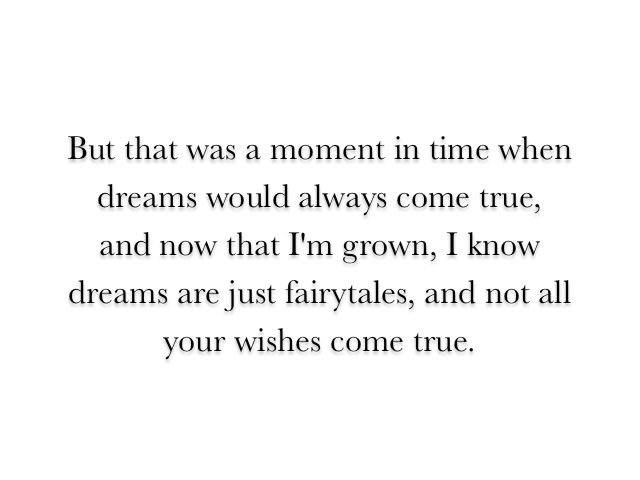 But that was a moment in time when
dreams would always come true,
and now that I'm grown, I know
dreams are just fairytales, and not all
your wishes come true.